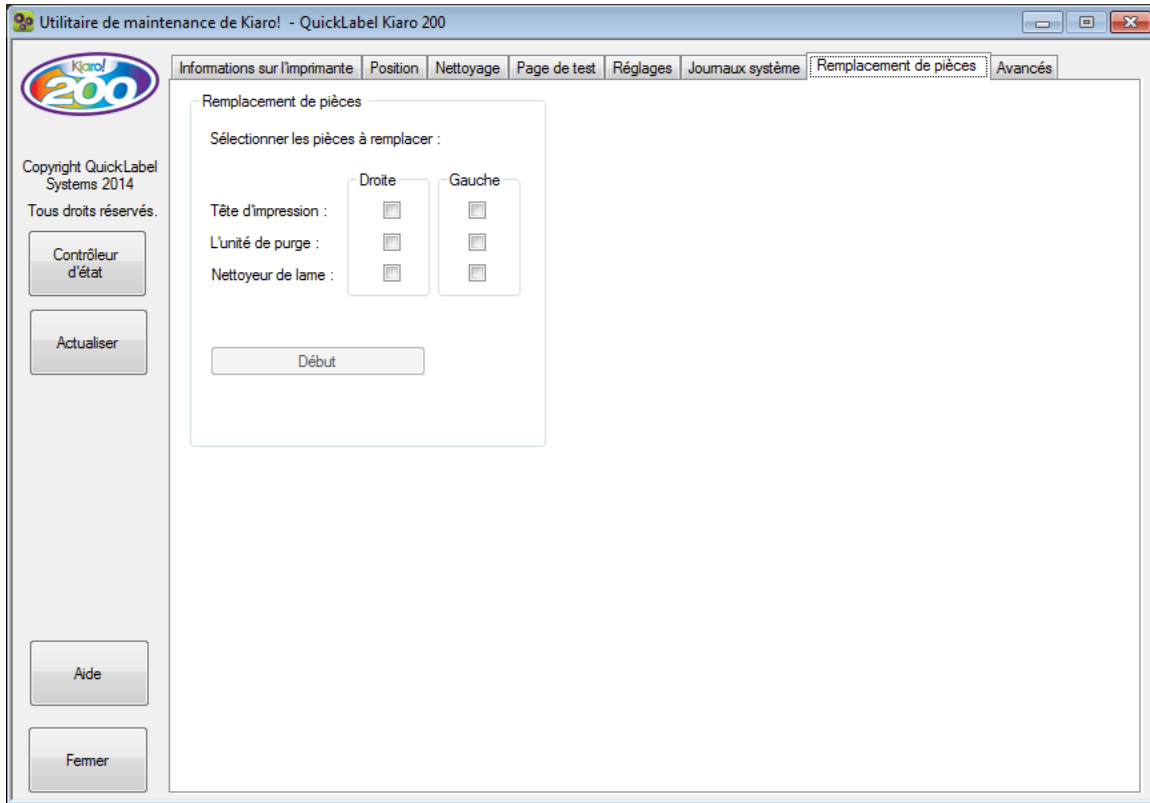 Utilitaire de maintenance de Kiaro! - QuickLabel Kiaro 200
Kiaro!
200
Copyright QuickLabel
Systems 2014
Tous droits réservés.
Contrôleur
d'état
Actualiser
Aide
Fermer
Informations sur l'imprimante Position Nettoyage Page de test Réglages Journaux système Remplacement de pièces Avancés
Remplacement de pièces
Sélectionner les pièces à remplacer :
Droite Gauche
Tête d'impression :
L'unité de purge :
Nettoyeur de lame :
Début